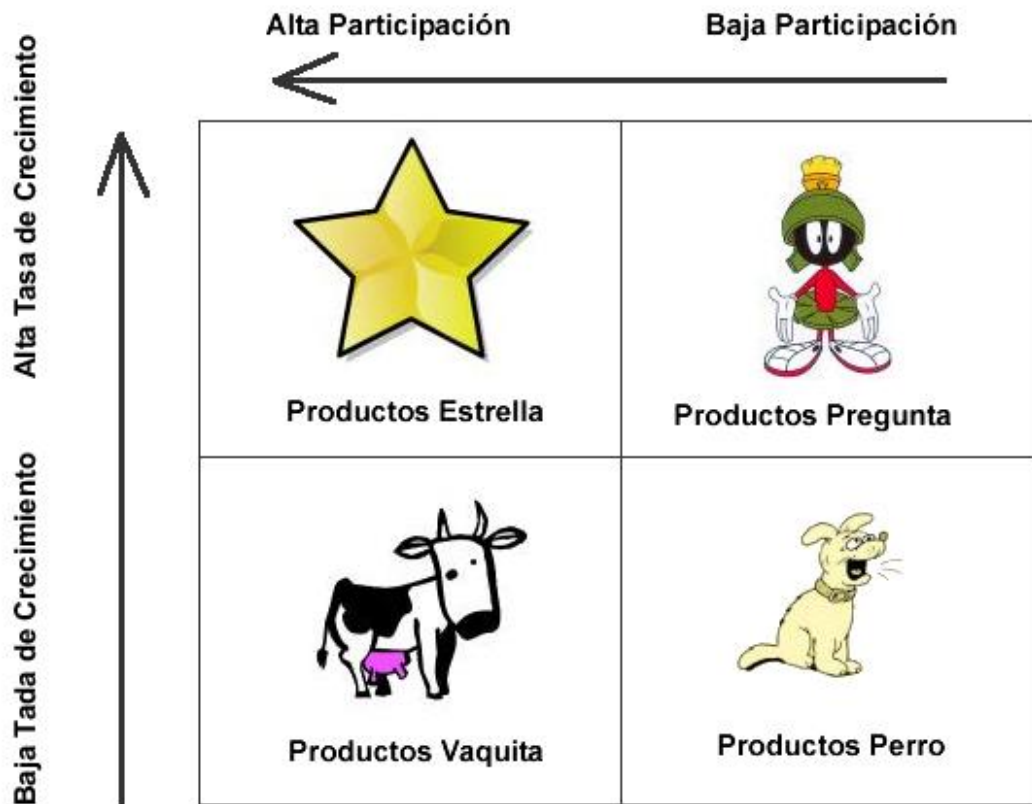 Alta Participación
Baja Participación
Alta Tasa de Crecimiento
Productos Estrella
Productos Pregunta
Baja Tada de Crecimiento
Productos Vaquita
Productos Perro